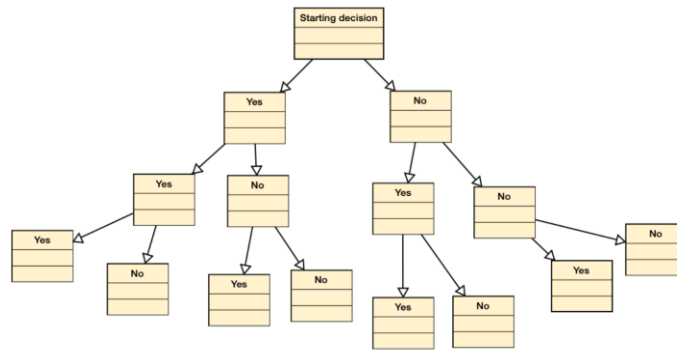 Starting decision
Yes
No
Yes
No
Yes
No
Yes
No
Yes
No
Yes
No
Yes
No